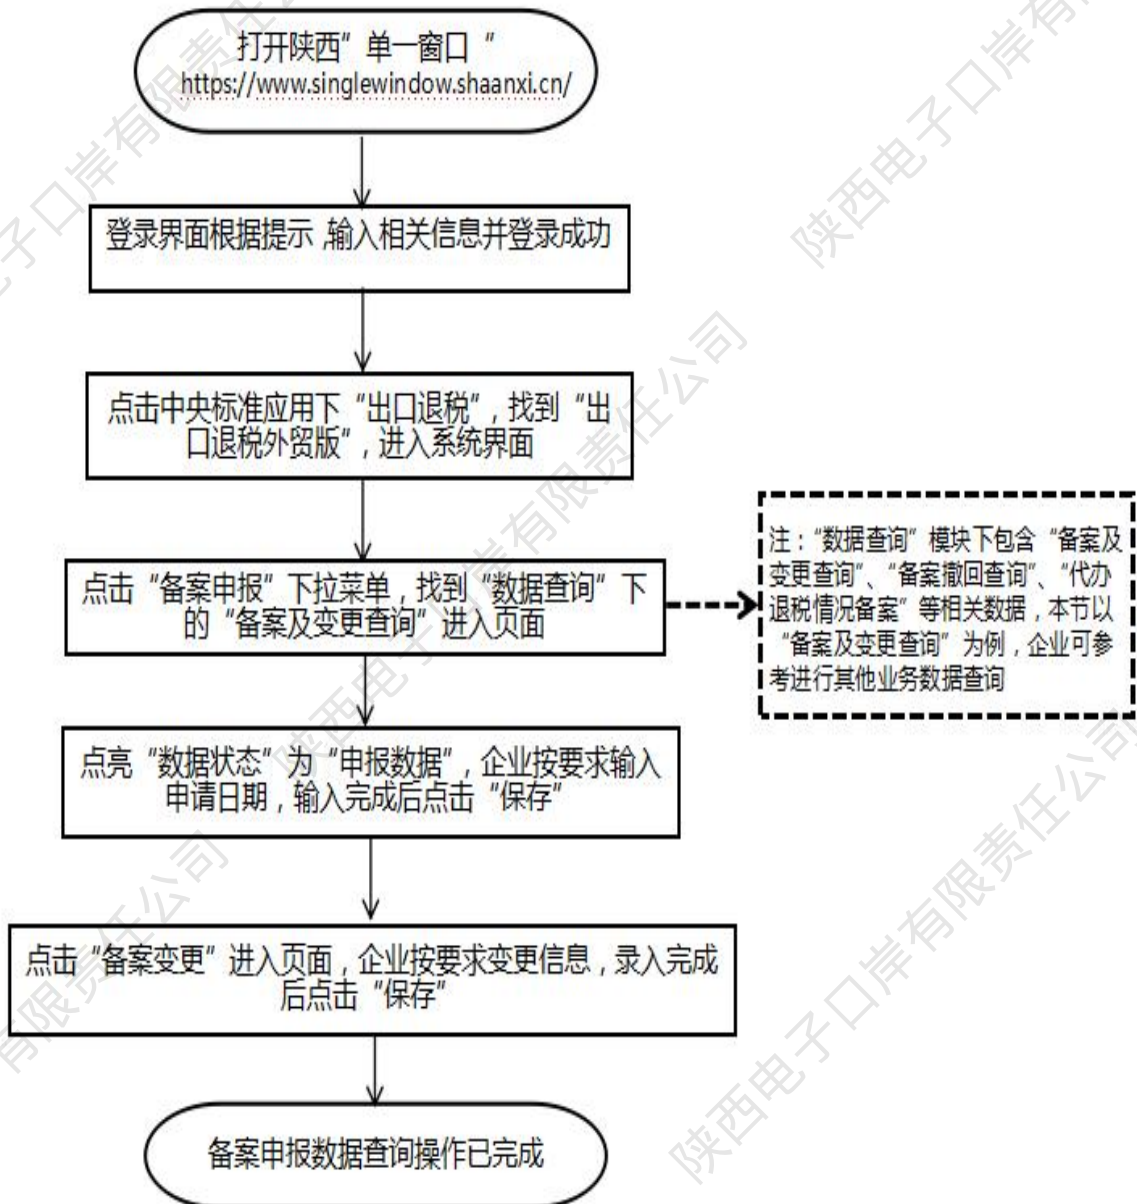 打开陕西”单一窗口“
https://www.singlewindow.shaanxi.cn/
登录界面根据提示,输入相关信息并登录成功
点击中央标准应用下“出口退税”，找到“出
口退税外贸版”，进入系统界面
点击“备案申报”下拉菜单，找到“数据查询”下
的“备案及变更查询”进入页面
注：“数据查询”模块下包含“备案及
变更查询”、“备案撤回查询”、“代办
退税情况备案”等相关数据，本节以
“备案及变更查询”为例，企业可参
考进行其他业务数据查询
点亮“数据状态”为“申报数据”，企业按要求输入
申请日期，输入完成后点击“保存”
点击“备案变更”进入页面，企业按要求变更信息，录入完成
后点击“保存”
备案申报数据查询操作已完成
陕西电子口岸有限责任公司
陕西电子口岸有限责任公司